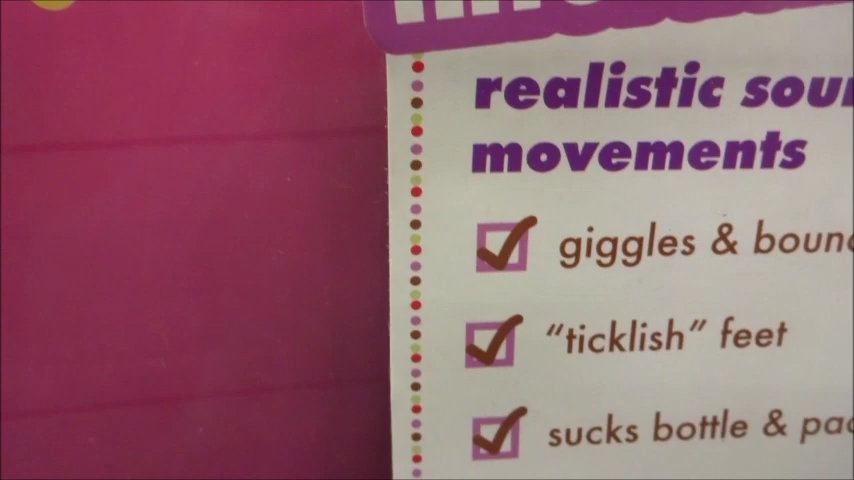 realistic
movements
giggles & 
"ticklish" feet
sucks bottle &